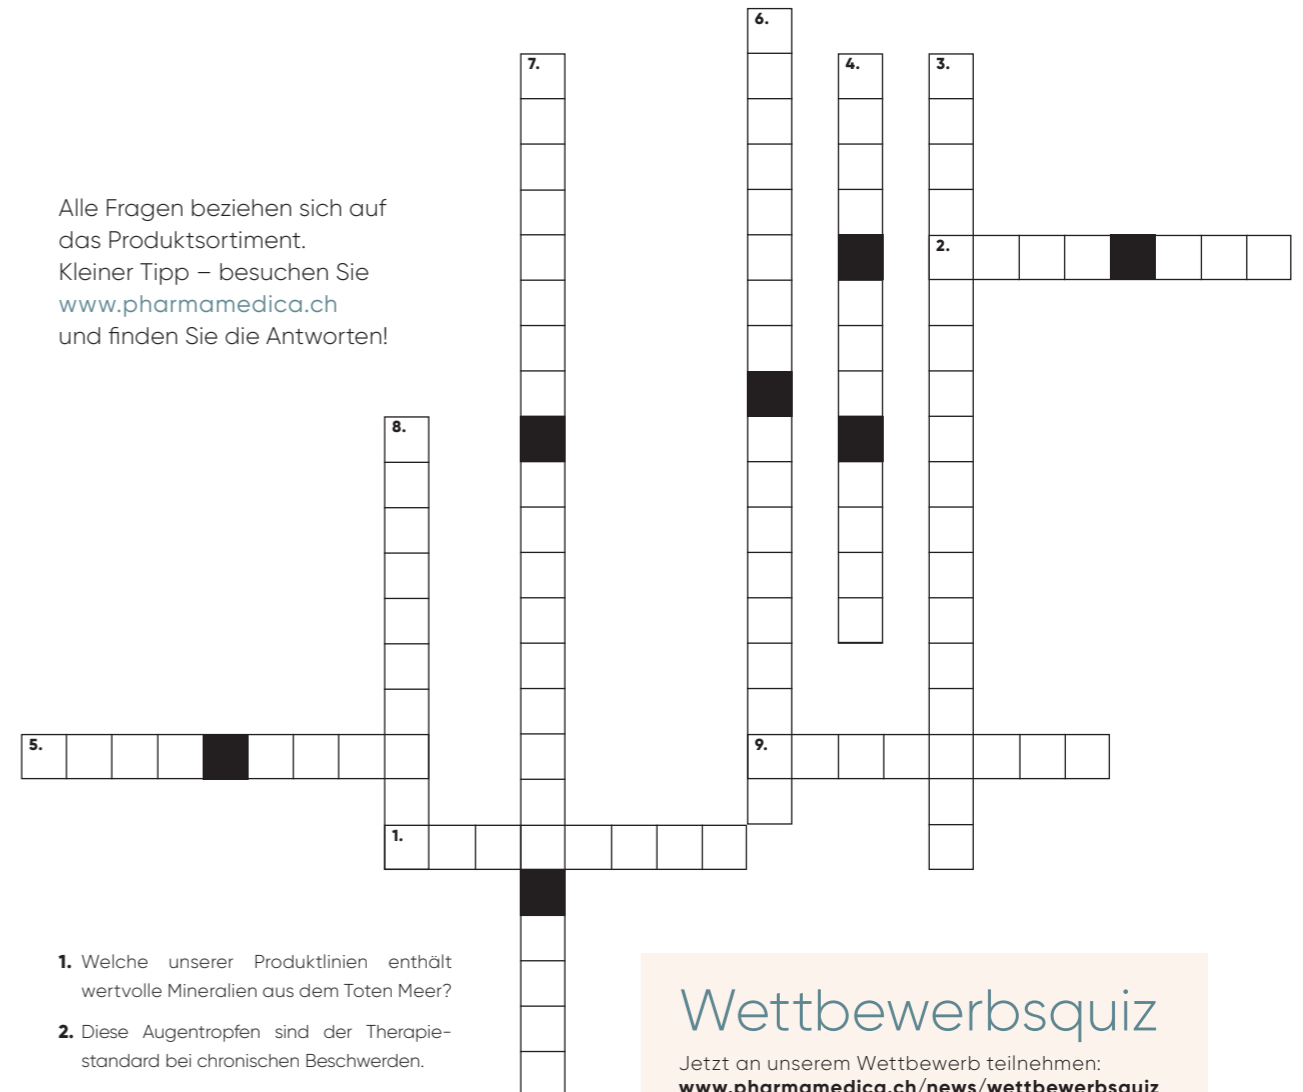 6.
7.
4.
3.
Alle Fragen beziehen sich auf
das Produktsortiment.
Kleiner Tipp – besuchen Sie
www.pharmamedica.ch
und finden Sie die Antworten!
2.
8.
5.
9.
1.
1. Welche unserer Produktlinien enthält
wertvolle Mineralien aus dem Toten Meer?
2. Diese Augentropfen sind der Therapie-
standard bei chronischen Beschwerden.
Wettbewerbsquiz
Jetzt an unserem Wettbewerb teilnehmen:
www.pharmamedica.ch/news/wettbewerbsquiz